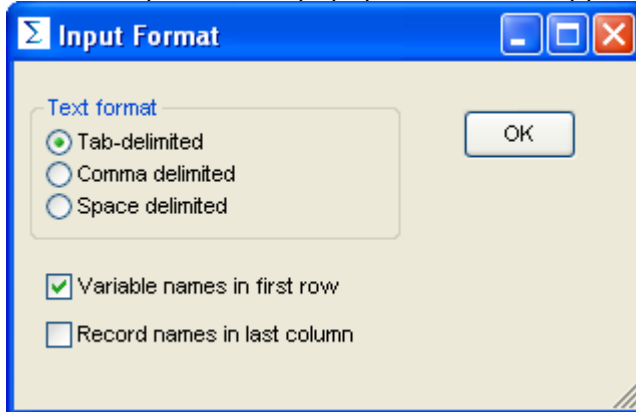 Σ Input Format
Text format
Tab-delimited
OK
Comma delimited
Space delimited
Variable names in first row
Record names in last column